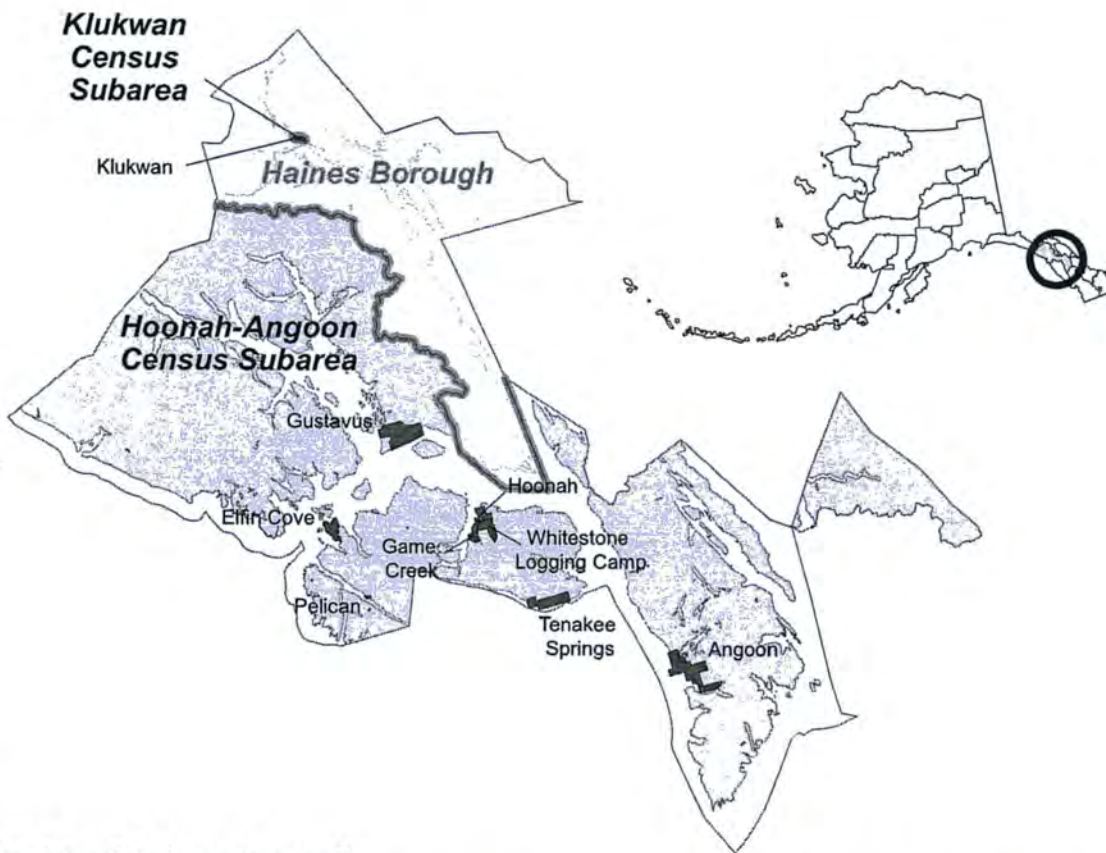 Klukwan
Census
Subarea
Klukwan
Haines Borough
Hoonah-Angoon
Census Subarea
Gustavus
Hoonah
Elfin Cove
Game
Creek
Whitestone
Logging Camp
Pelican
Tenakee
Springs
Angoon